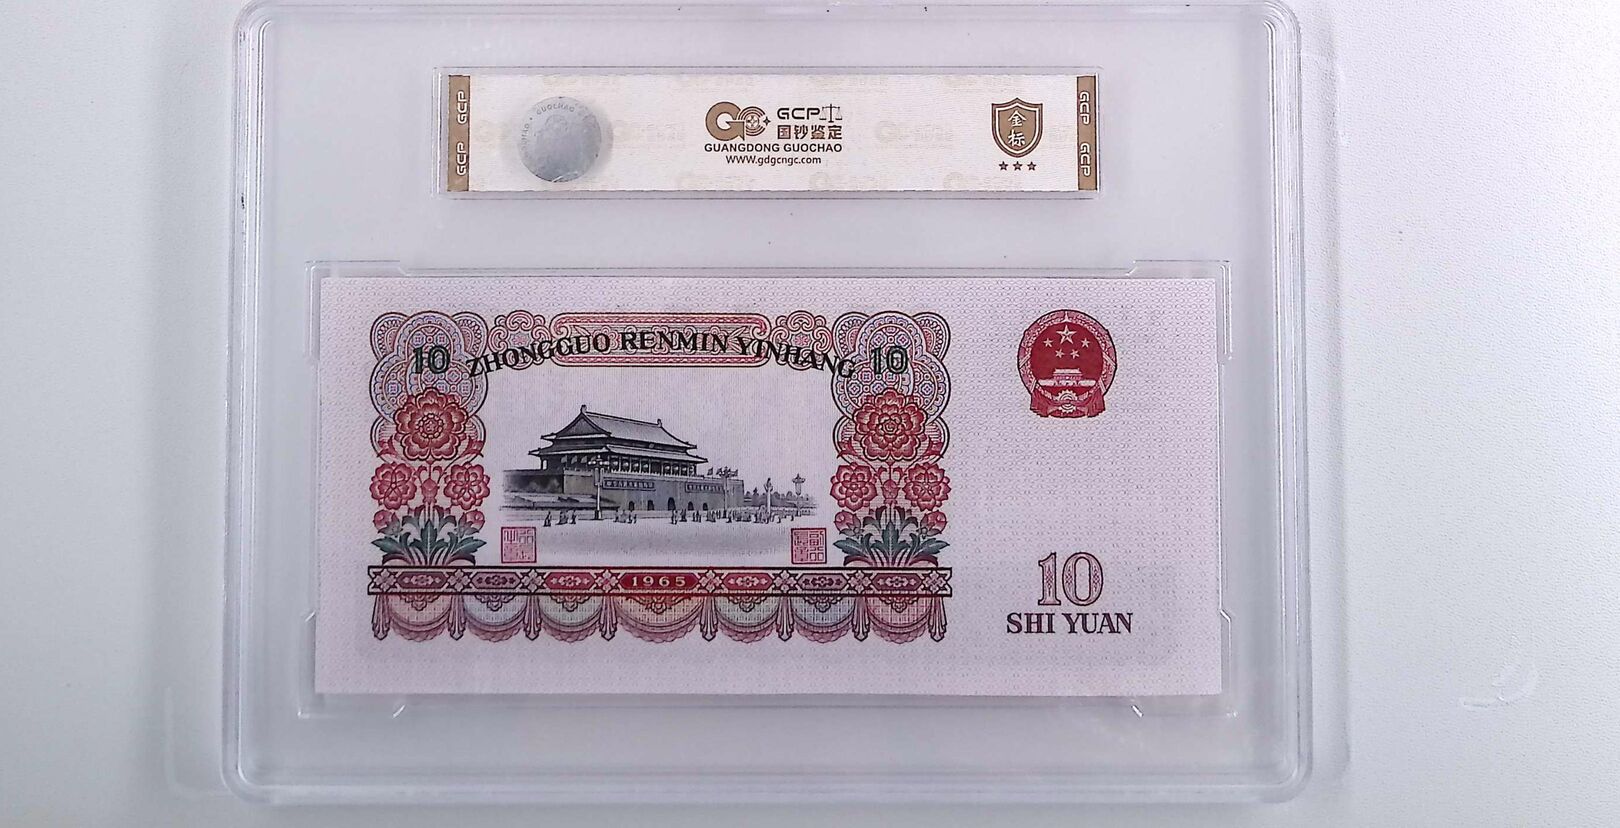 GCP
GCP
GUOCHAO
GCP
国钞鉴定
GUANGDONG GUOCHAO
WWW.gdgcngc.com
金标
GCP
GCP
10 ZHONGGUO RENMIN YINHANG 10
1965
10
SHI YUAN